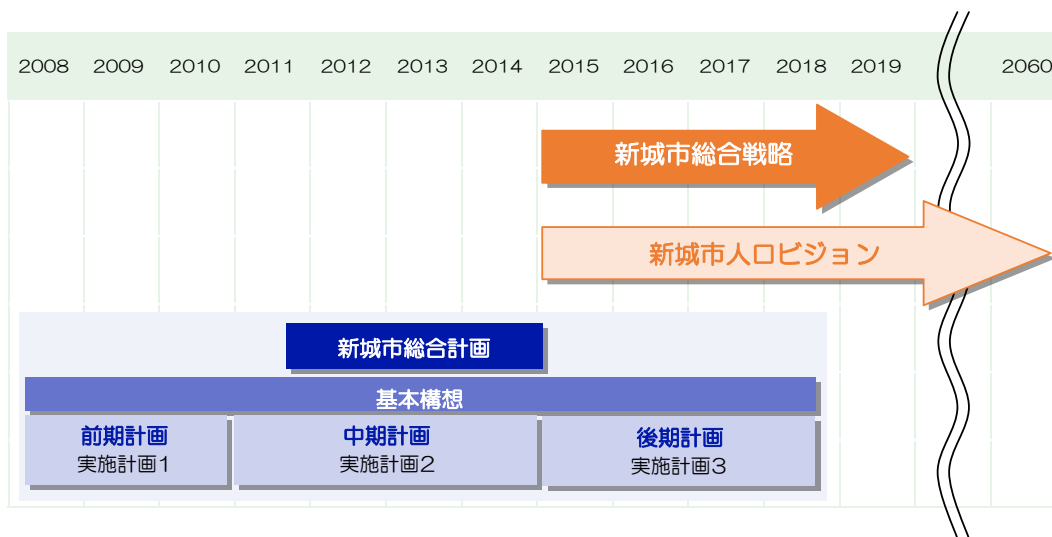 2008 2009 2010 2011 2012 2013 2014 2015 2016 2017 2018 2019 2060
新城市総合戦略
新城市人口ビジョン
新城市総合計画
基本構想
前期計画 中期計画 後期計画
実施計画1 実施計画2 実施計画3